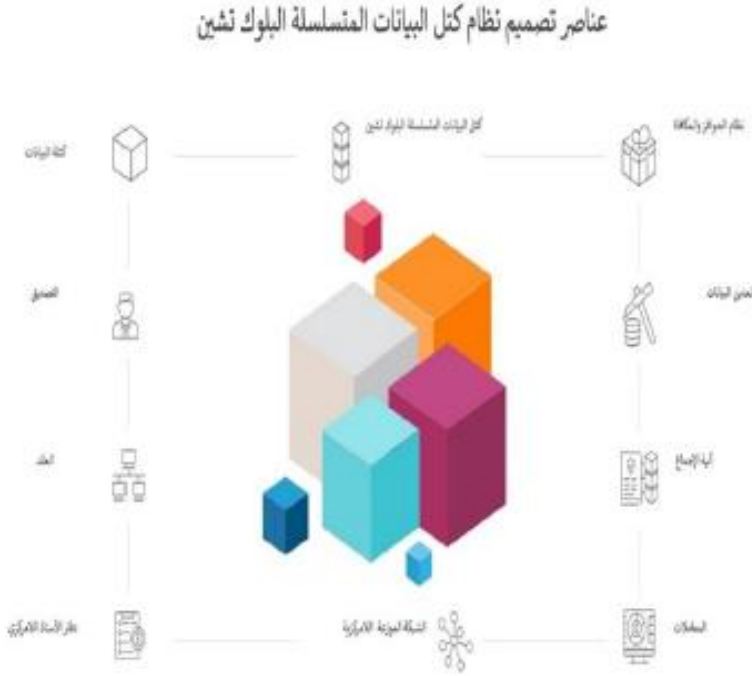 عناصر تصميم نظام كتل البيانات المتسلسلة البلوك تشين
نظام الحوافز والمكافأة
كتل البيانات المتسلسلة البلوك تشين
كتلة البيانات
تعدين البيانات
التصديق
آلية الإجماع
العقد
المعاملات
الشبكة الموزعة اللامركزية
دفتر الأستاذ اللامركزي